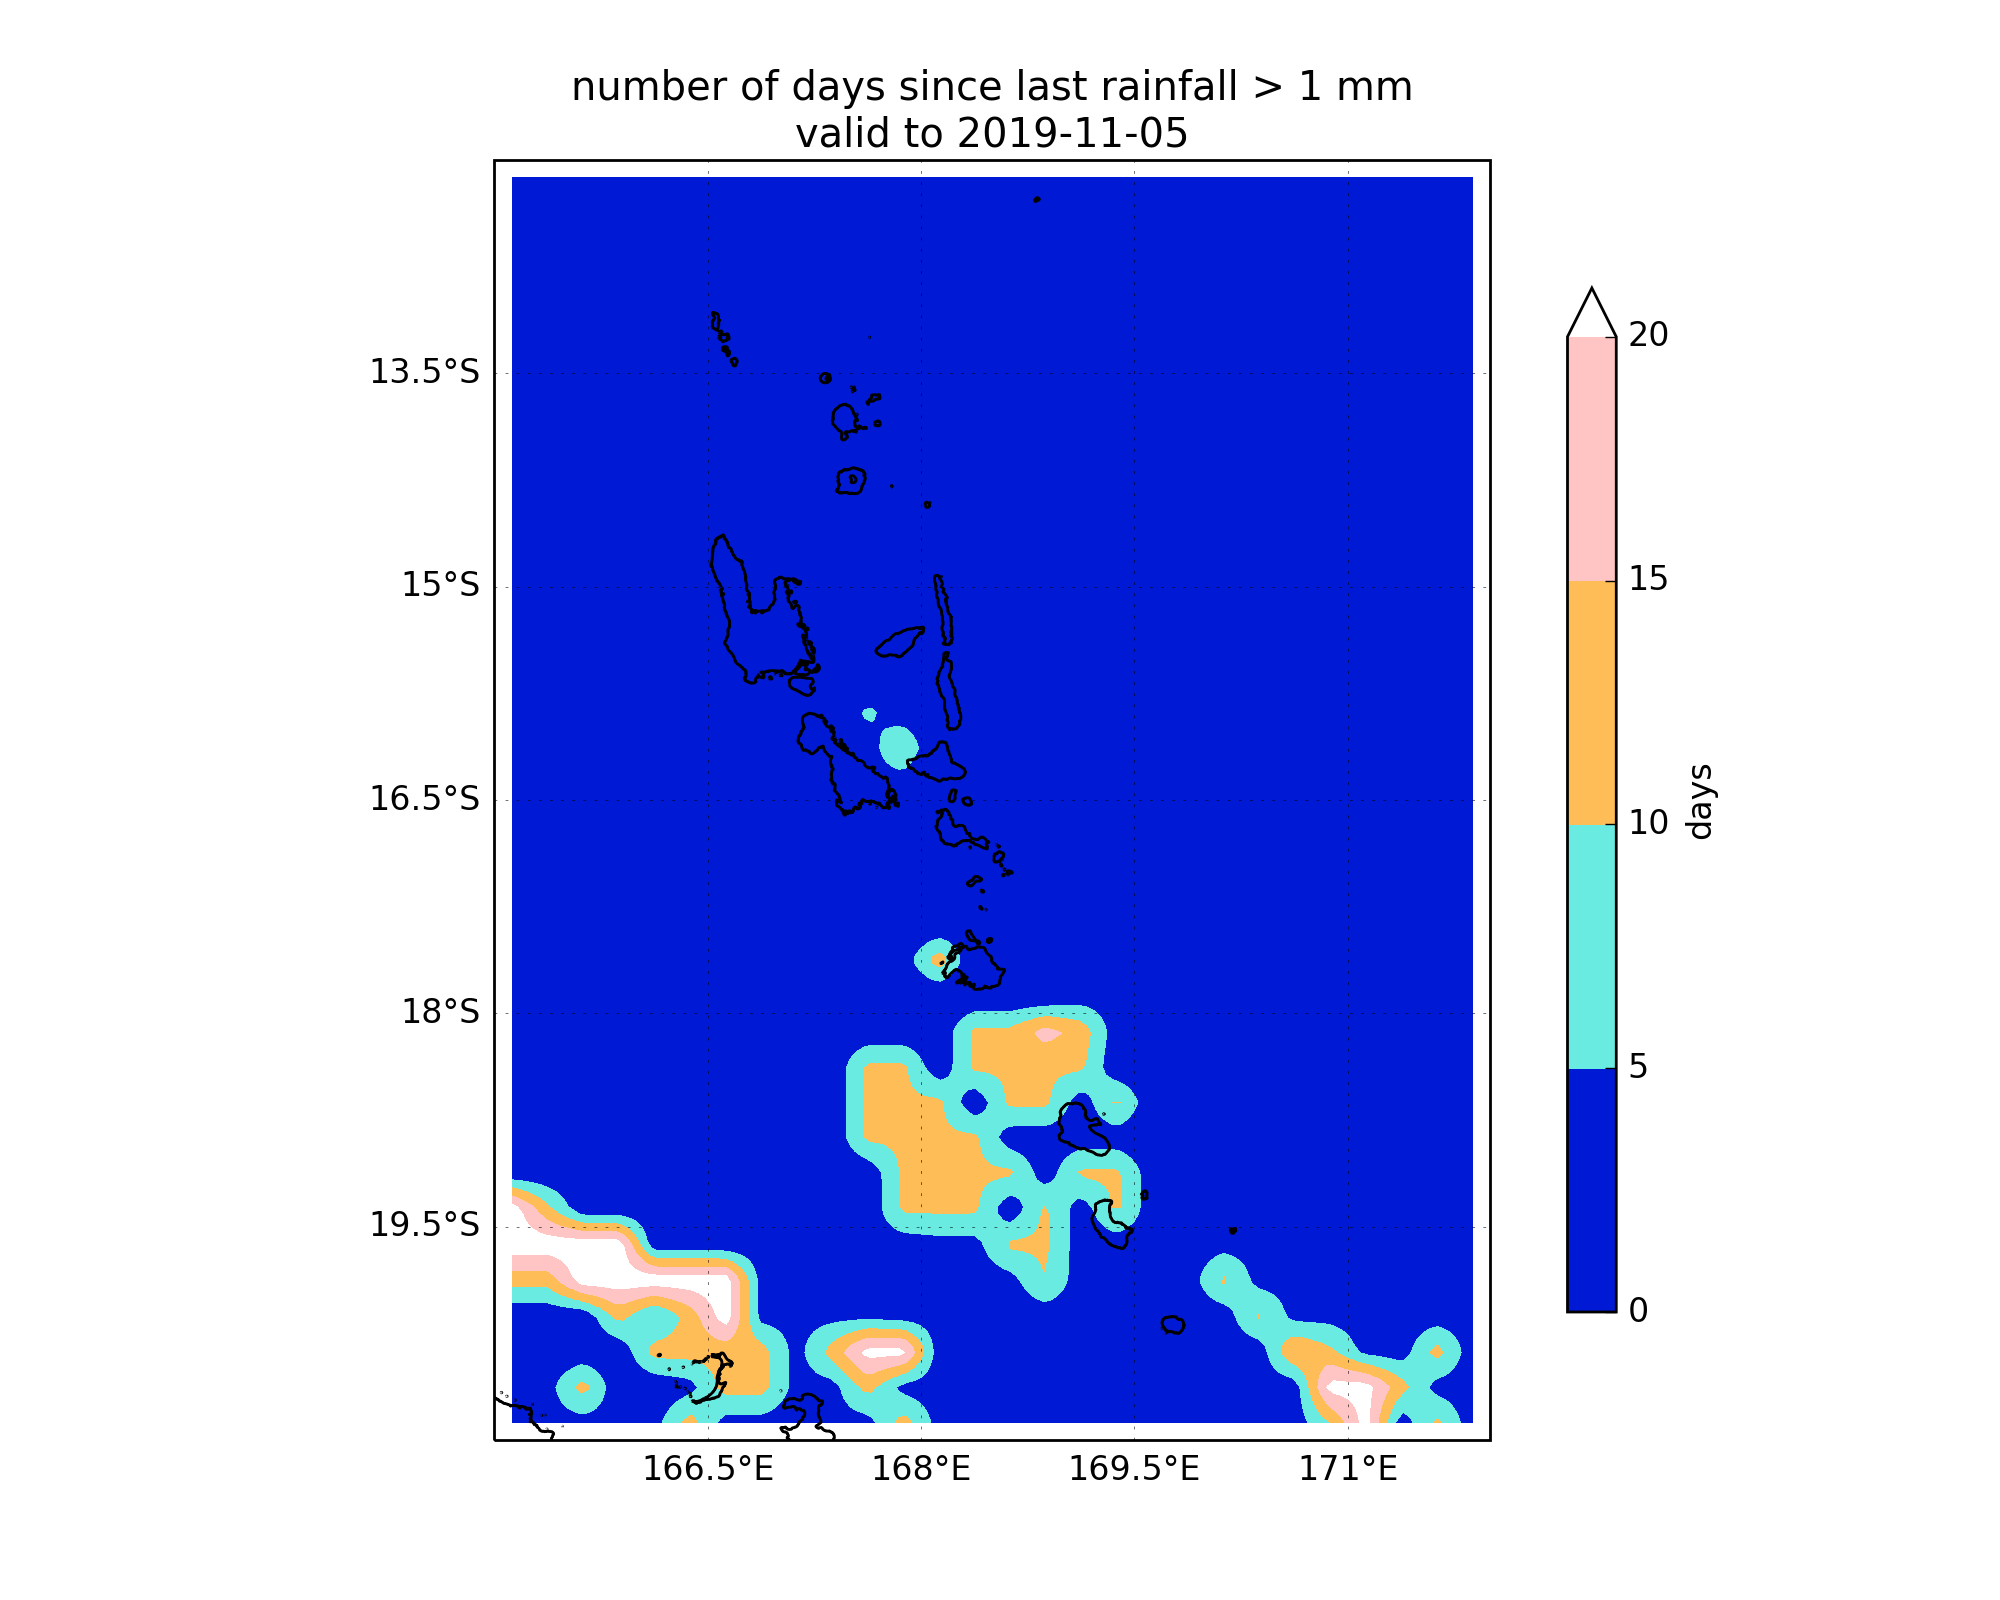 number of days since last rainfall > 1 mm
valid to 2019-11-05
13.5°S
15°S
16.5°S
18°S
19.5°S
166.5°E
168°E
169.5°E
171°E
20
15
10
5
0
days